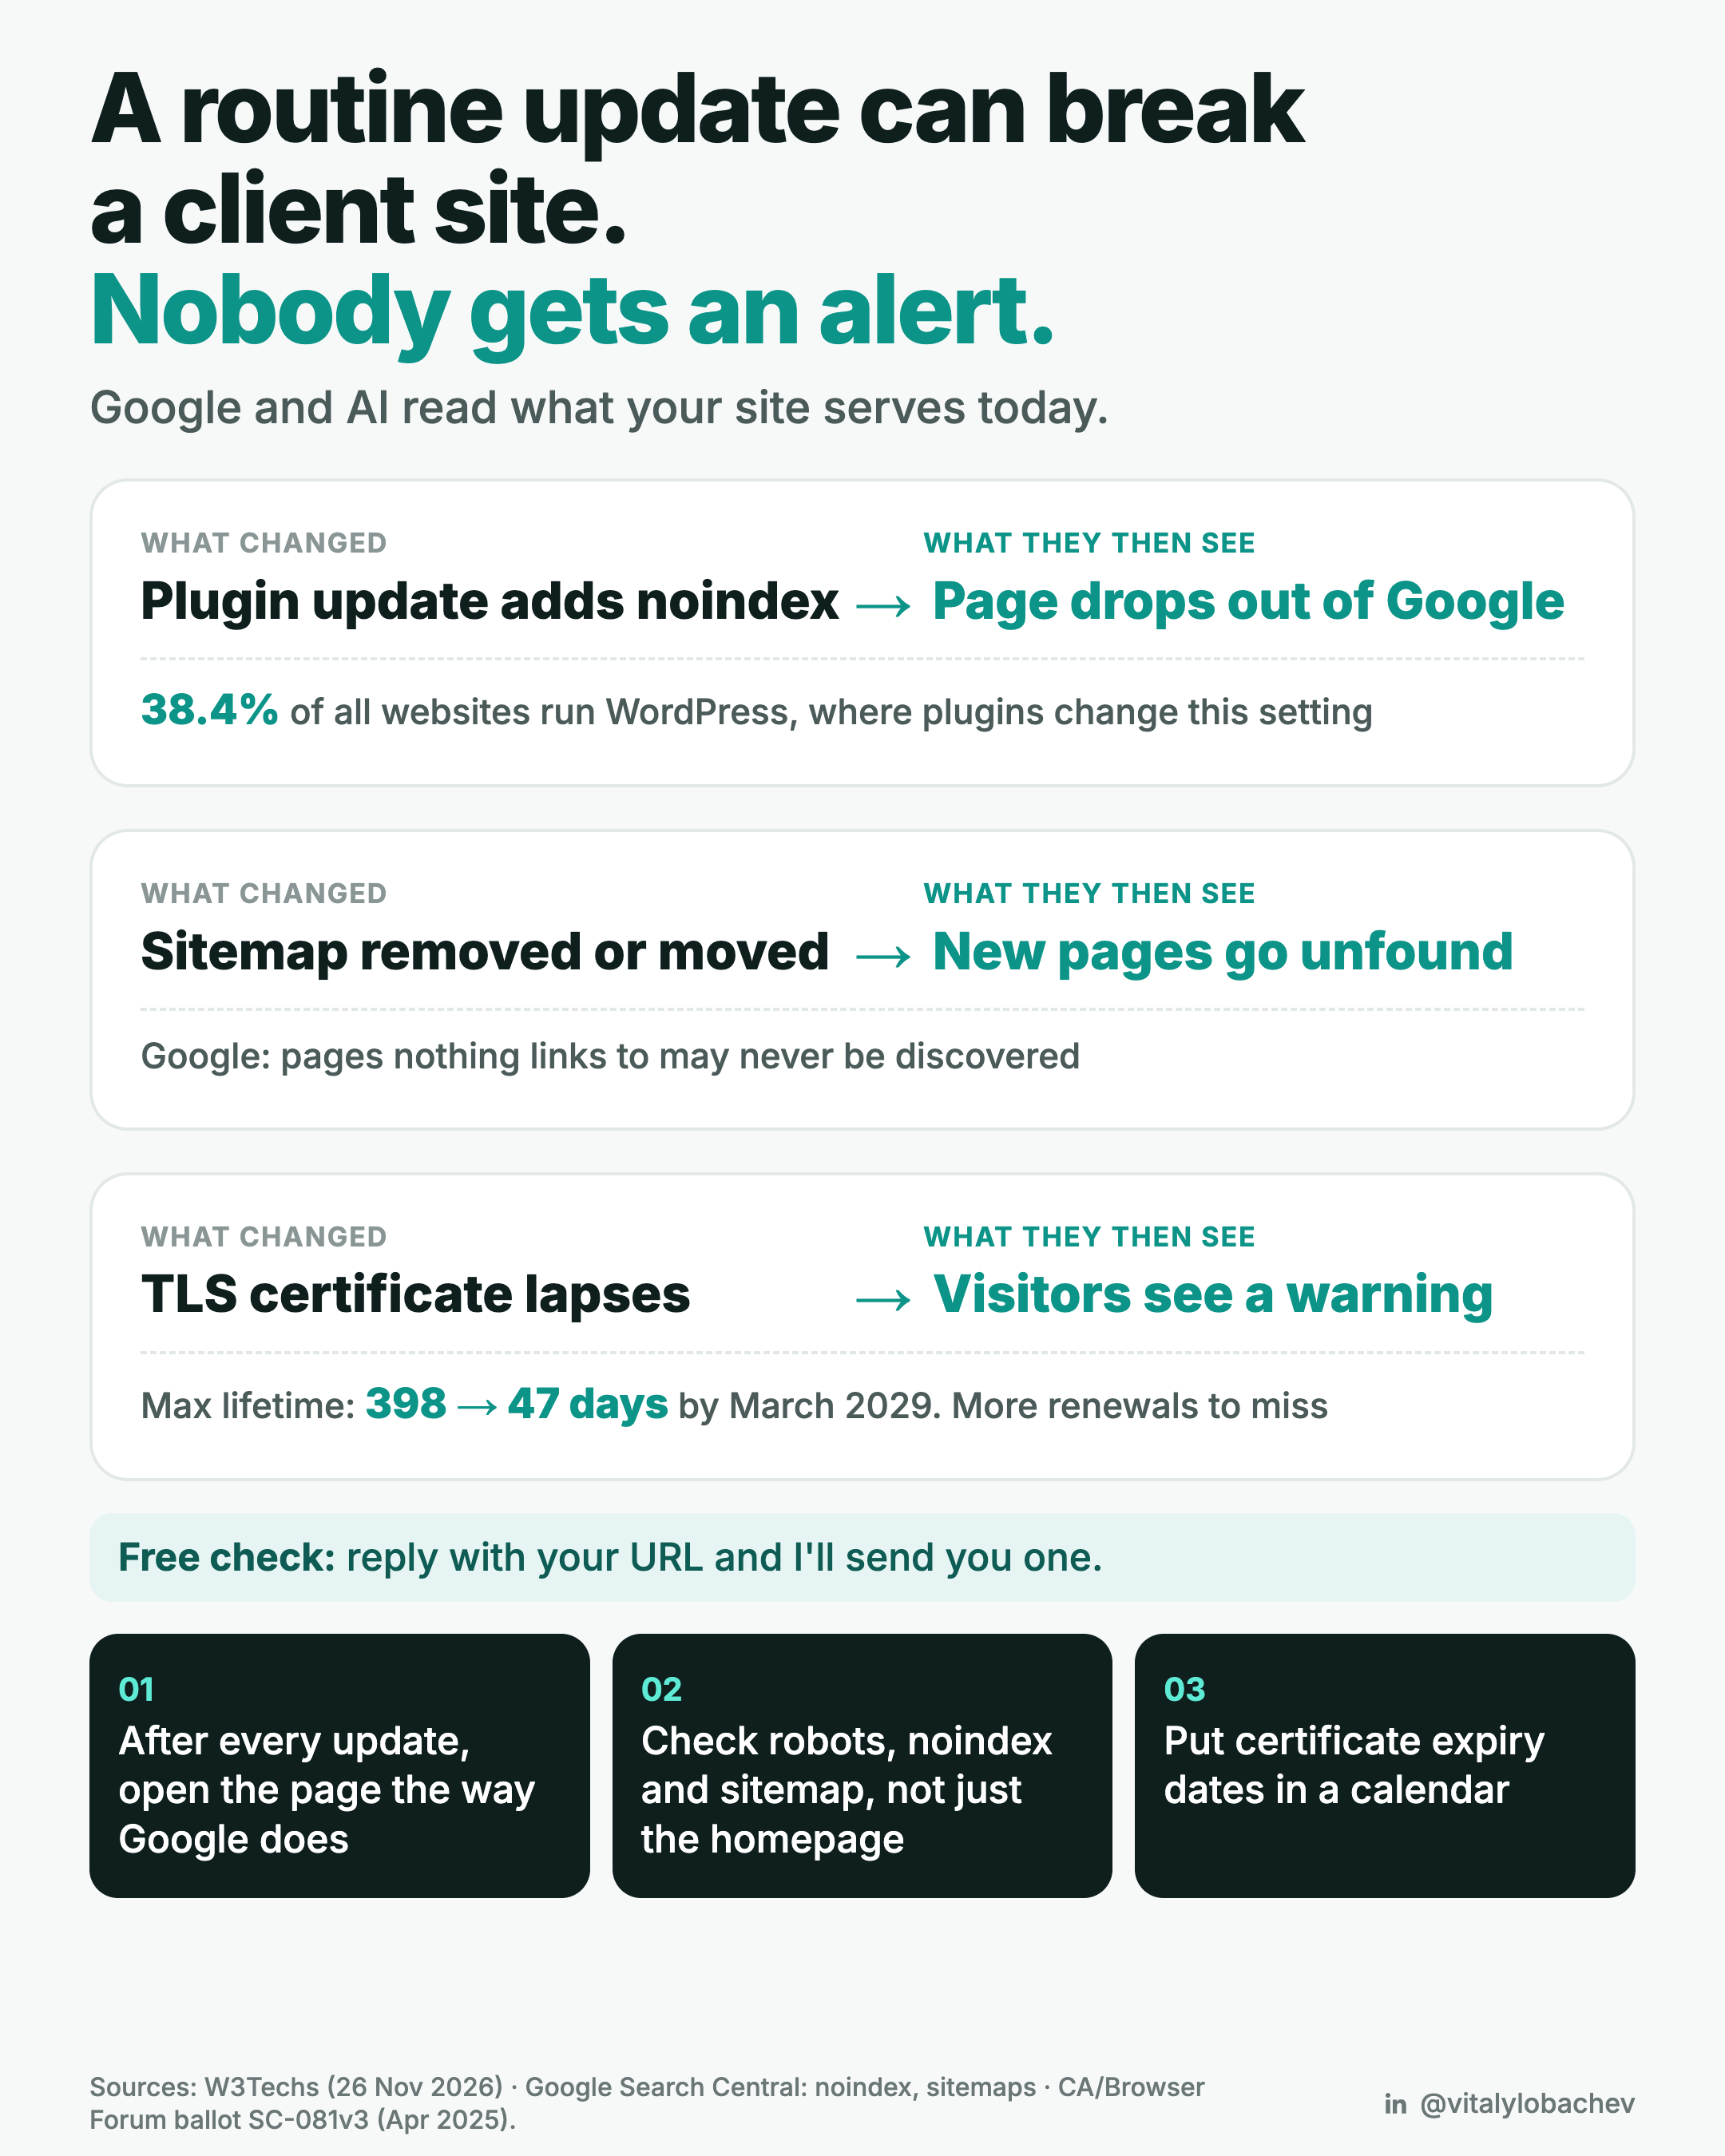 A routine update can break
a client site.
Nobody gets an alert.
Google and AI read what your site serves today.
WHAT CHANGED
WHAT THEY THEN SEE
Plugin update adds noindex → Page drops out of Google
38.4% of all websites run WordPress, where plugins change this setting
WHAT CHANGED
WHAT THEY THEN SEE
Sitemap removed or moved → New pages go unfound
Google: pages nothing links to may never be discovered
WHAT CHANGED
WHAT THEY THEN SEE
TLS certificate lapses → Visitors see a warning
Max lifetime: 398 → 47 days by March 2029. More renewals to miss
Free check: reply with your URL and I'll send you one.
01
After every update,
open the page the way
Google does
02
Check robots, noindex
and sitemap, not just
the homepage
03
Put certificate expiry
dates in a calendar
Sources: W3Techs (26 Nov 2026) · Google Search Central: noindex, sitemaps · CA/Browser
Forum ballot SC-081v3 (Apr 2025).
in @vitalylobachev